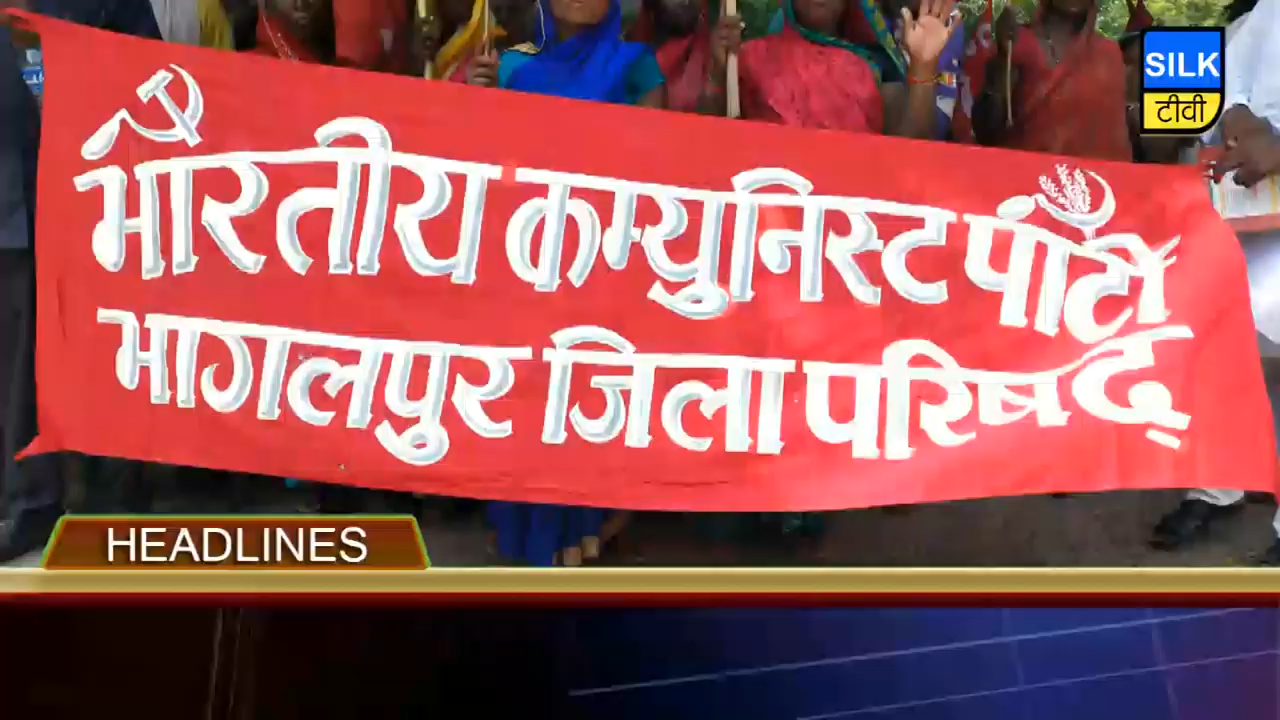 SILK
टीवी
भारतीय कम्युनिस्ट पार्टी
भागलपुर जिला परिषद्
HEADLINES